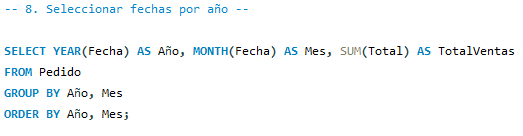 -- 8. Seleccionar fechas por año --
SELECT YEAR(Fecha) AS Año, MONTH(Fecha) AS Mes, SUM(Total) AS TotalVentas
FROM Pedido
GROUP BY Año, Mes
ORDER BY Año, Mes;